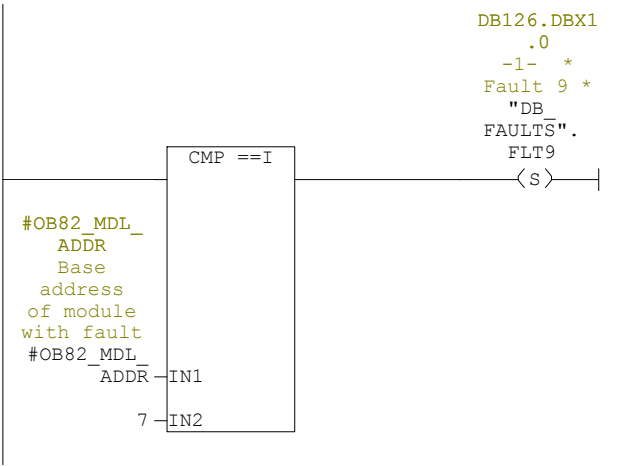 DB126.DBX1
.0
-1- *
Fault 9 *
"DB_
FAULTS".
FLT9
CMP ==I
S
#OB82_MDL_
ADDR
Base
address
of module
with fault
#OB82_MDL_
ADDR IN1
7 IN2